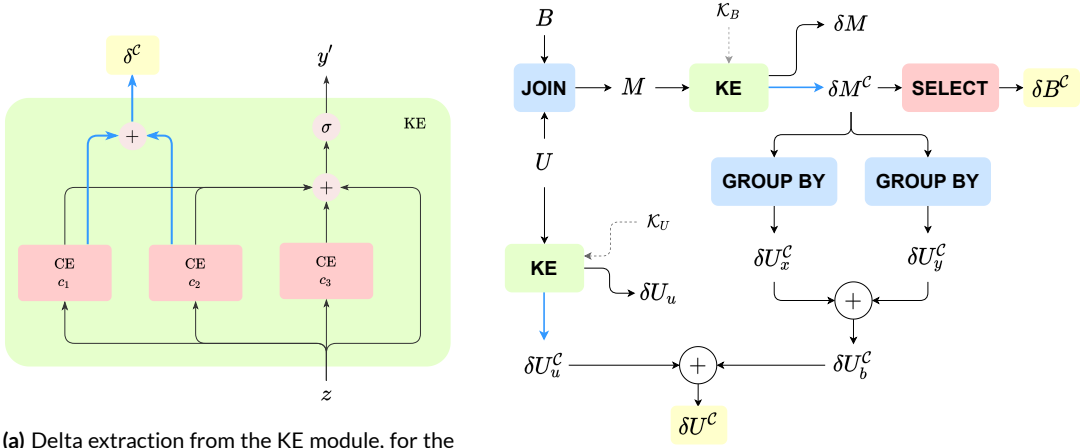 δ^𝒞
y′
KE
+
σ
+
CE
c₁
CE
c₂
CE
c₃
z
(a) Delta extraction from the KE module, for the
B
𝒦_B
δM
JOIN
M
KE
δM^𝒞
SELECT
δB^𝒞
U
GROUP BY
GROUP BY
𝒦_U
KE
δU_x^𝒞
δU_y^𝒞
δU_u
+
δU_u^𝒞
+
δU_b^𝒞
δU^𝒞